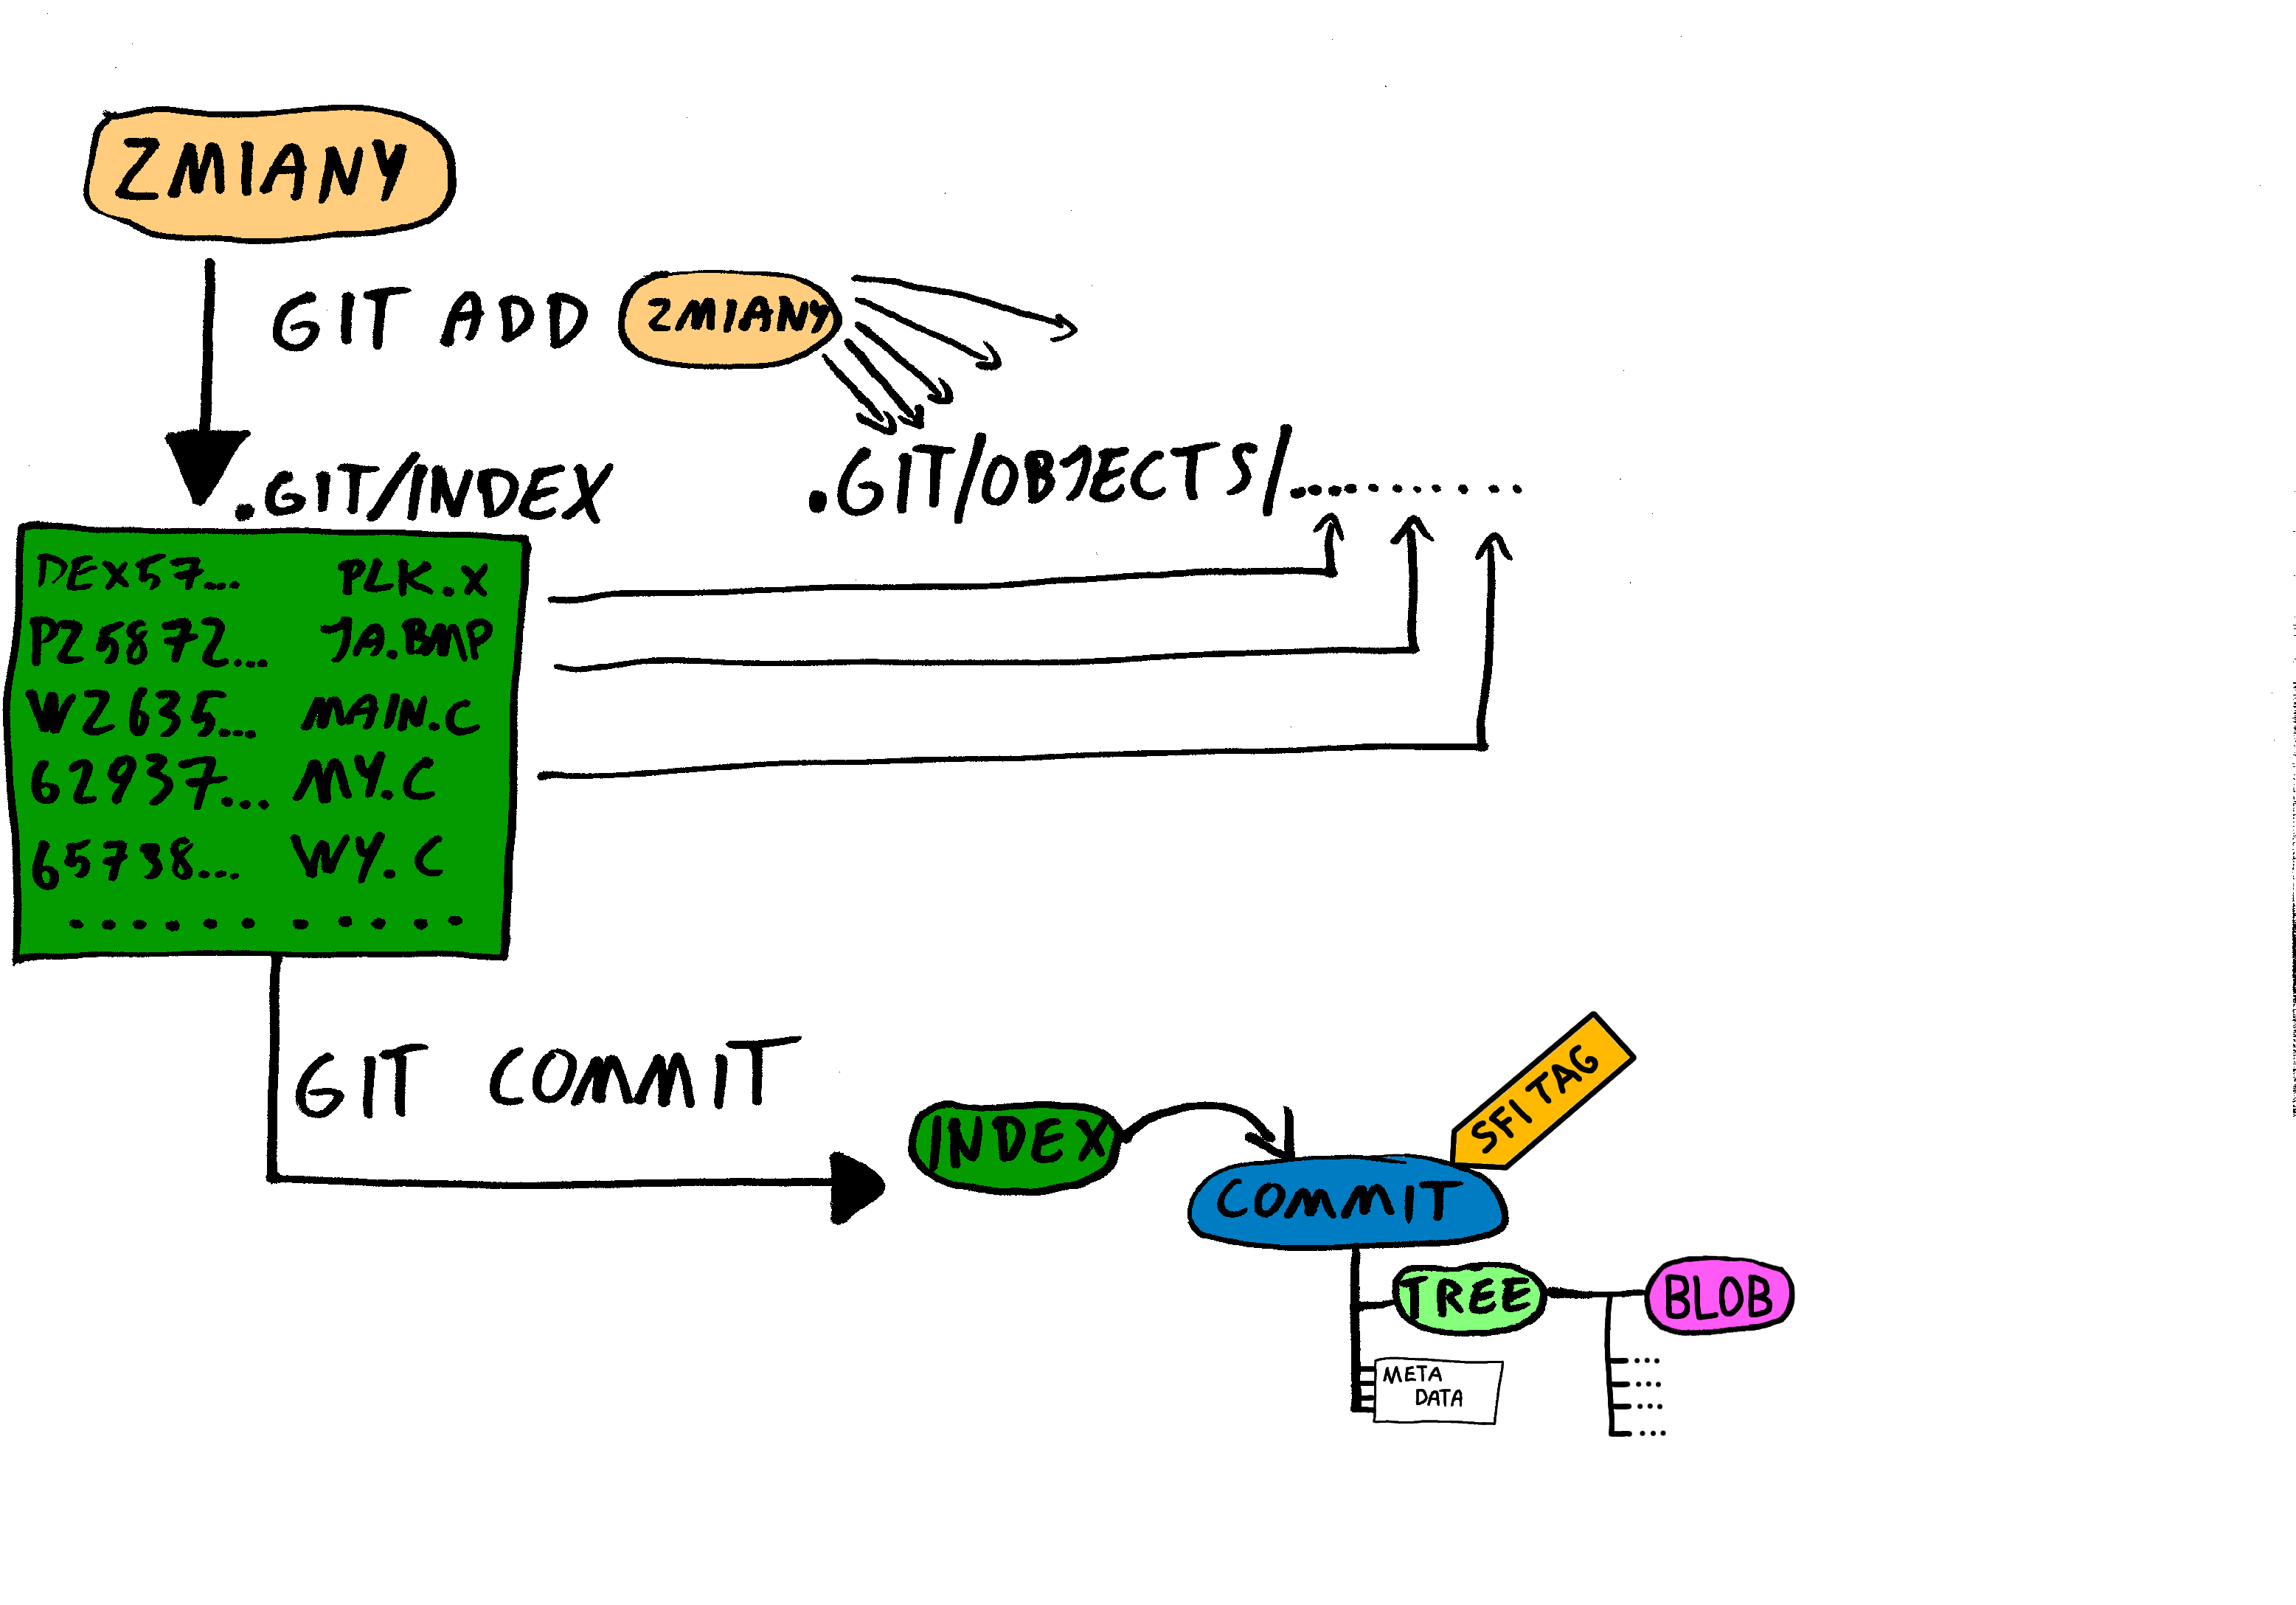 ZMIANY
GIT ADD ZMIANY
.GIT/INDEX
.GIT/OBJECTS/............
DEX57... PLK.X
PZ5872... JA.BMP
WZ635... MAIN.C
62937... MY.C
65738... WY.C
. . . . . . . . . . .
GIT COMMIT
INDEX
SFI TAG
COMMIT
TREE
BLOB
META
DATA
...
...
...
...